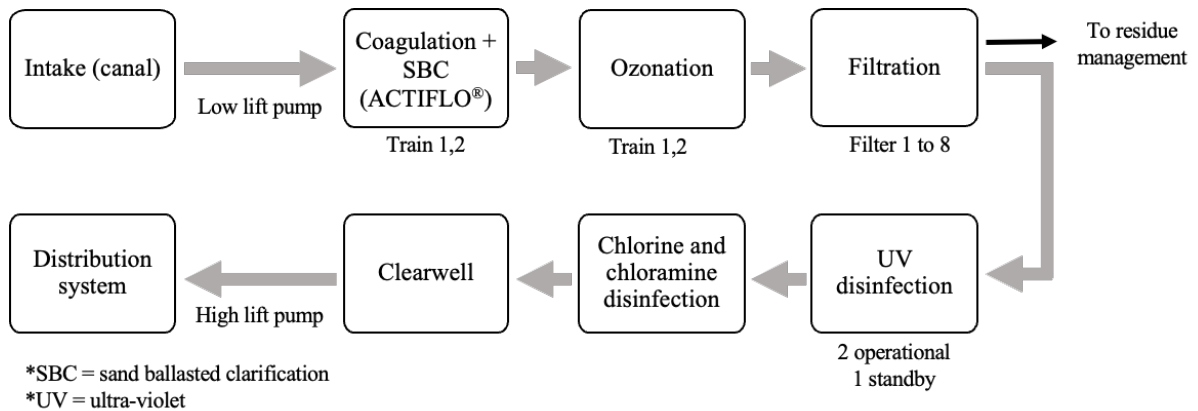 Intake (canal)
Low lift pump
Coagulation +
SBC
(ACTIFLO®)
Train 1,2
Ozonation
Train 1,2
Filtration
Filter 1 to 8
To residue
management
UV
disinfection
2 operational
1 standby
Chlorine and
chloramine
disinfection
Clearwell
High lift pump
Distribution
system
*SBC = sand ballasted clarification
*UV = ultra-violet